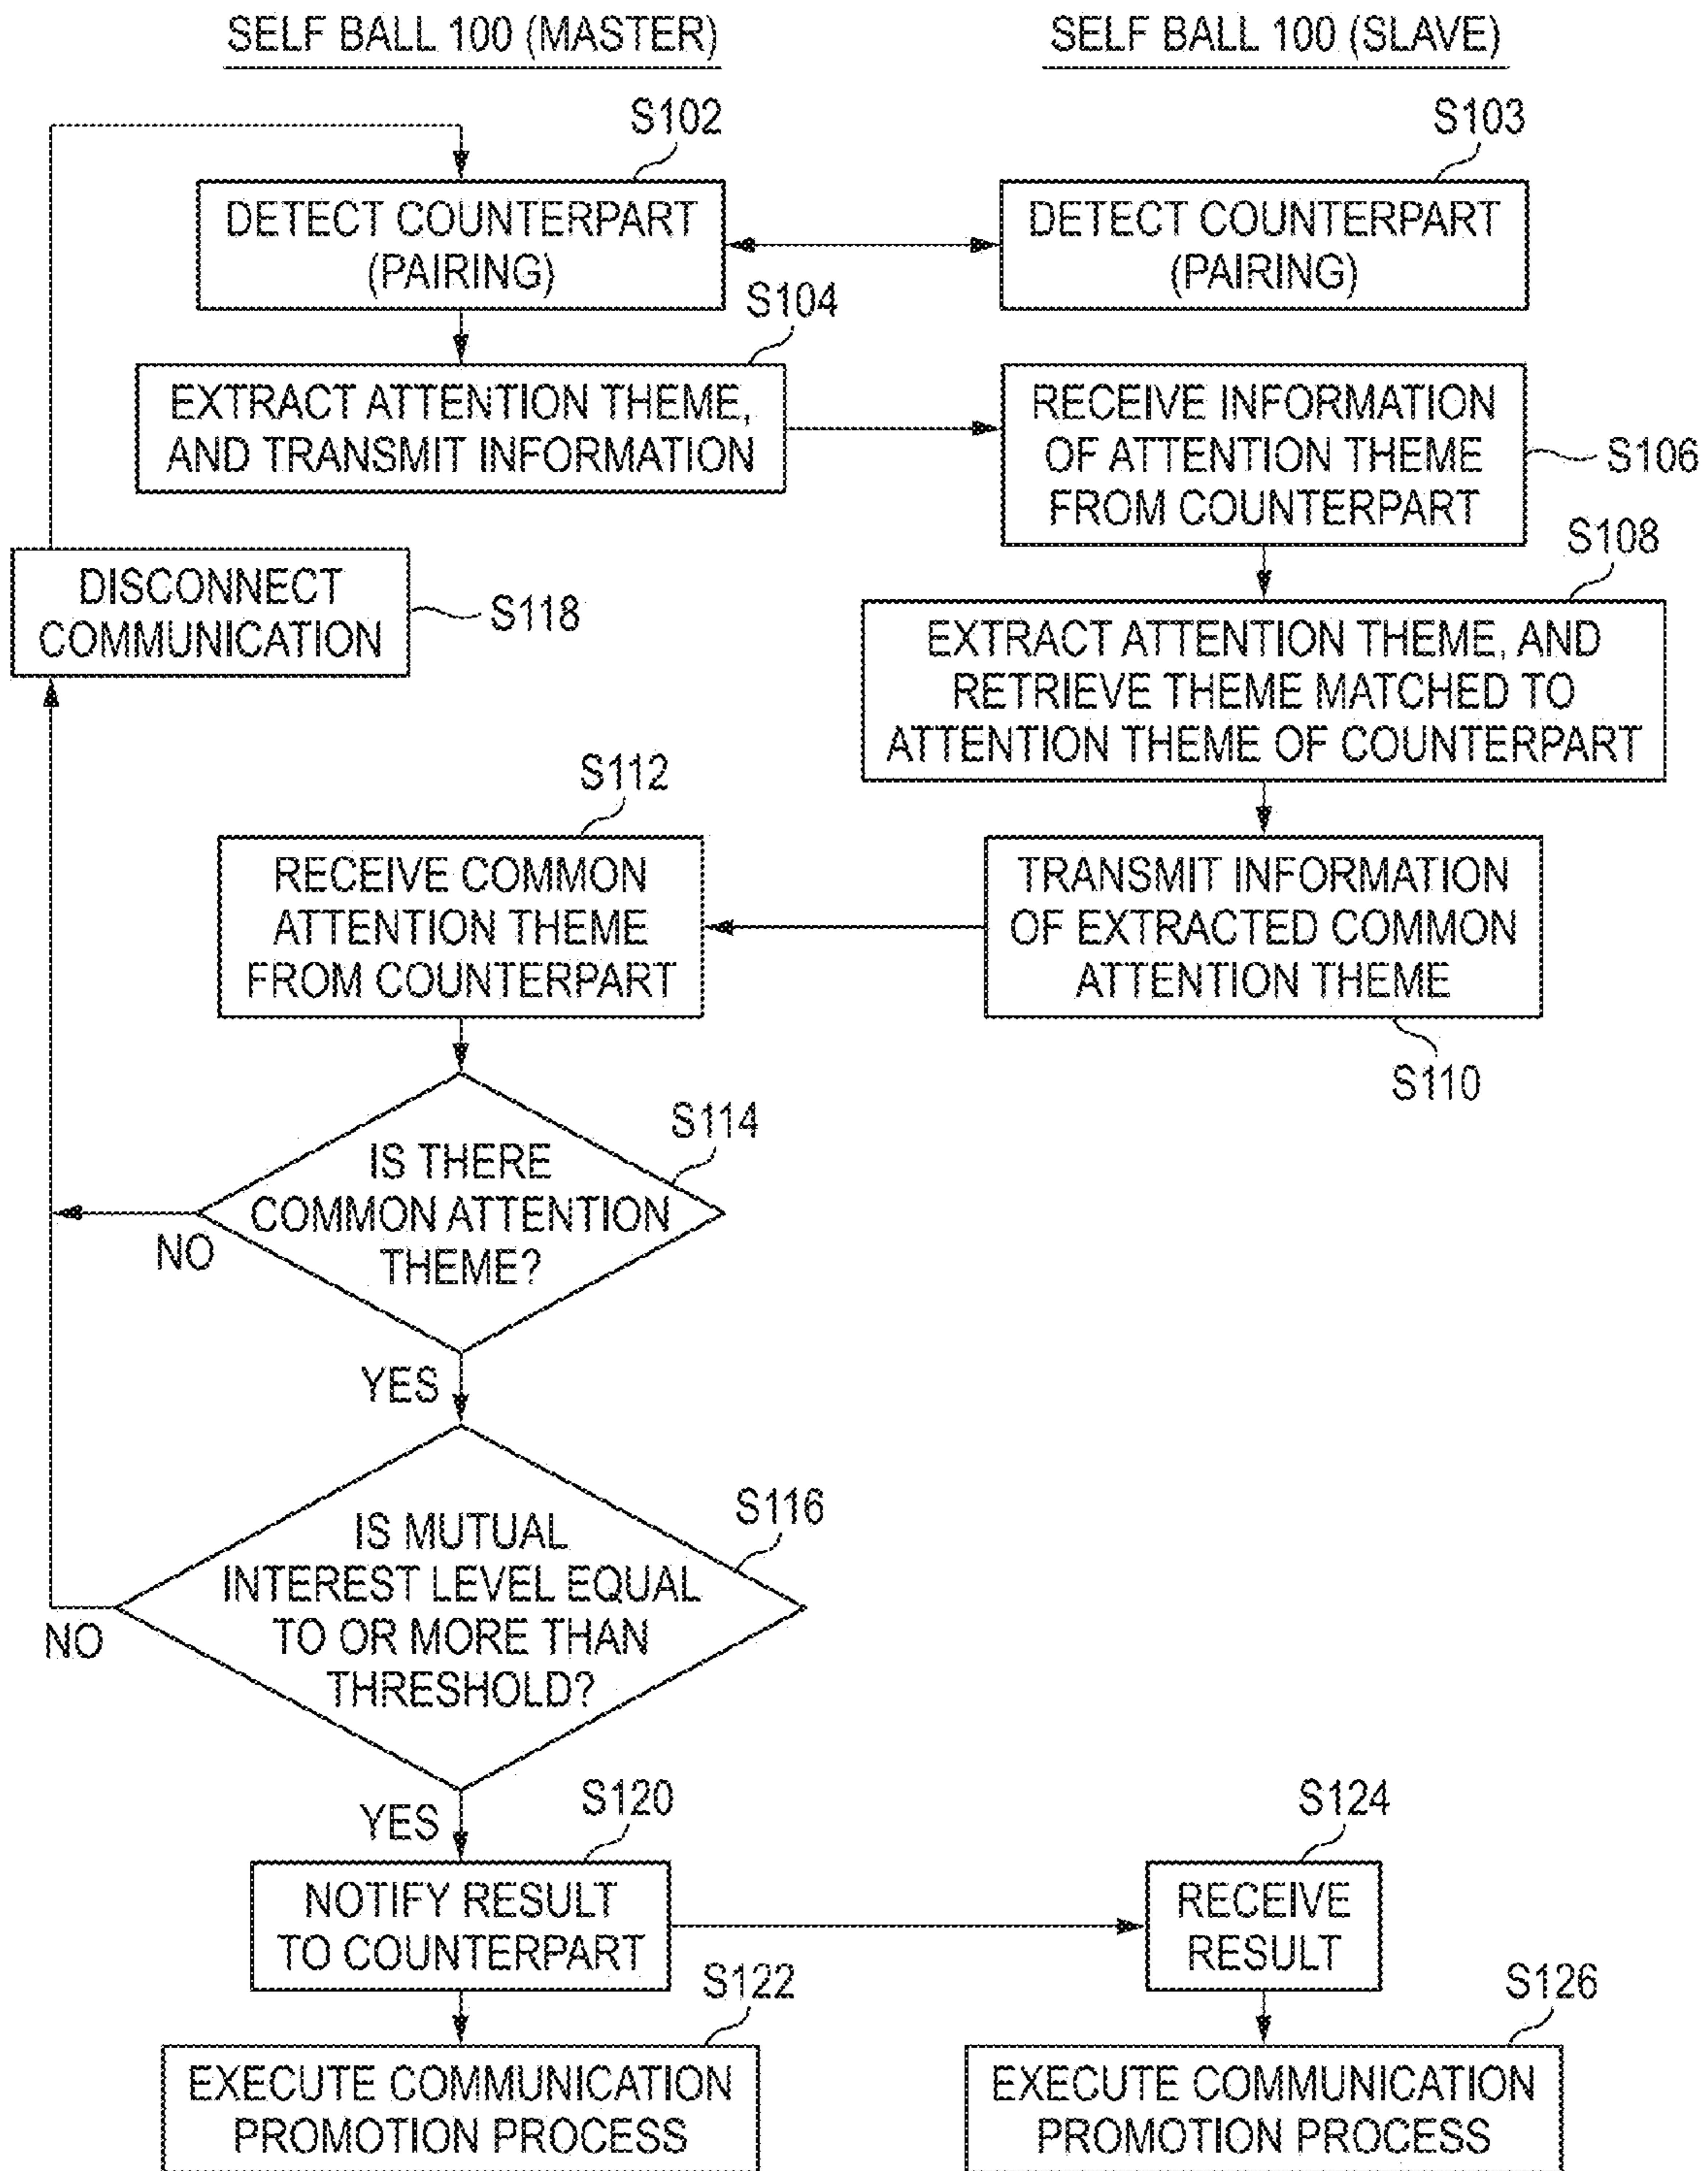 SELF BALL 100 (MASTER)
SELF BALL 100 (SLAVE)
S102
S103
DETECT COUNTERPART
(PAIRING)
DETECT COUNTERPART
(PAIRING)
S104
EXTRACT ATTENTION THEME,
AND TRANSMIT INFORMATION
RECEIVE INFORMATION
OF ATTENTION THEME
FROM COUNTERPART
S106
S108
DISCONNECT
COMMUNICATION
S118
EXTRACT ATTENTION THEME, AND
RETRIEVE THEME MATCHED TO
ATTENTION THEME OF COUNTERPART
S112
RECEIVE COMMON
ATTENTION THEME
FROM COUNTERPART
TRANSMIT INFORMATION
OF EXTRACTED COMMON
ATTENTION THEME
S110
S114
IS THERE
COMMON ATTENTION
THEME?
NO
YES
S116
IS MUTUAL
INTEREST LEVEL EQUAL
TO OR MORE THAN
THRESHOLD?
NO
YES
S120
S124
NOTIFY RESULT
TO COUNTERPART
RECEIVE
RESULT
S122
S126
EXECUTE COMMUNICATION
PROMOTION PROCESS
EXECUTE COMMUNICATION
PROMOTION PROCESS